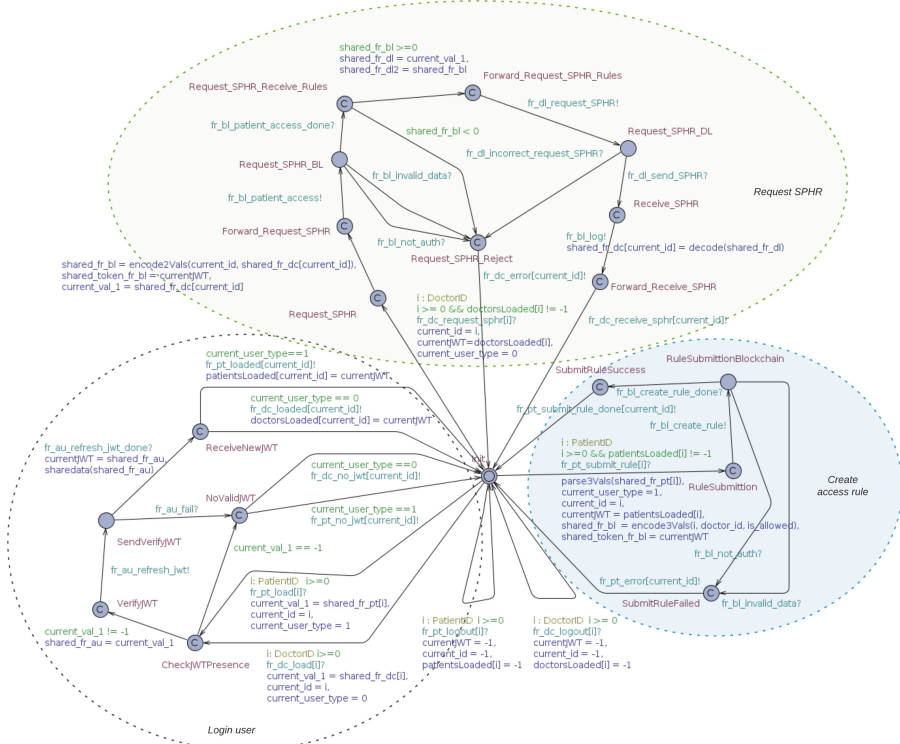 shared_fr_bl >=0
shared_fr_dl = current_val_1,
shared_fr_dl2 = shared_fr_bl
Forward_Request_SPHR_Rules
Request_SPHR_Receive_Rules
C
C
fr_dl_request_SPHR!
fr_bl_patient_access_done?
shared_fr_bl < 0
Request_SPHR_DL
fr_dl_incorrect_request_SPHR?
Request_SPHR_BL
fr_bl_invalid_data?
fr_dl_send_SPHR?
Request SPHR
fr_bl_patient_access!
Receive_SPHR
C
Forward_Request_SPHR
C
fr_bl_not_auth?
C
fr_bl_log!
shared_fr_dc[current_id] = decode(shared_fr_dl)
Request_SPHR_Reject
shared_fr_bl = encode2Vals(current_id, shared_fr_dc[current_id]),
shared_token_fr_bl = currentJWT,
current_val_1 = shared_fr_dc[current_id]
fr_dc_error[current_id]!
C
Forward_Receive_SPHR
C
Request_SPHR
i : DoctorID
i >= 0 && doctorsLoaded[i] != -1
fr_dc_request_sphr[i]?
current_id = i,
currentJWT=doctorsLoaded[i],
current_user_type = 0
fr_dc_receive_sphr[current_id]!
current_user_type==1
fr_pt_loaded[current_id]!
patientsLoaded[current_id] = currentJWT
SubmitRuleSuccess
C
RuleSubmittionBlockchain
fr_bl_create_rule_done?
current_user_type == 0
fr_dc_loaded[current_id]!
doctorsLoaded[current_id] = currentJWT
fr_pt_submit_rule_done[current_id]!
fr_bl_create_rule!
C
ReceiveNewJWT
fr_au_refresh_jwt_done?
currentJWT = shared_fr_au,
sharedata(shared_fr_au)
i : PatientID
i >=0 && patientsLoaded[i] != -1
fr_pt_submit_rule[i]?
parse3Vals(shared_fr_pt[i]),
current_user_type = 1,
current_id = i,
currentJWT = patientsLoaded[i],
shared_fr_bl = encode3Vals(i, doctor_id, is_allowed),
shared_token_fr_bl = currentJWT
init
C
C
RuleSubmittion
Create
access rule
current_user_type ==0
fr_dc_no_jwt[current_id]!
NoValidJWT
C
fr_au_fail?
current_user_type ==1
fr_pt_no_jwt[current_id]!
SendVerifyJWT
current_val_1 == -1
fr_bl_not_auth?
fr_au_refresh_jwt!
i: PatientID i>=0
fr_pt_load[i]?
current_val_1 = shared_fr_pt[i],
current_id = i,
current_user_type = 1
fr_pt_error[current_id]!
C
SubmitRuleFailed
fr_bl_invalid_data?
C
VerifyJWT
current_val_1 != -1
shared_fr_au = current_val_1
C
CheckJWTPresence
i: DoctorID i>=0
fr_dc_load[i]?
current_val_1 = shared_fr_dc[i],
current_id = i,
current_user_type = 0
i : PatientID i >=0
fr_pt_logout[i]?
currentJWT = -1,
current_id = -1,
patientsLoaded[i] = -1
i : DoctorID i >=0
fr_dc_logout[i]?
currentJWT = -1,
current_id = -1,
doctorsLoaded[i] = -1
Login user